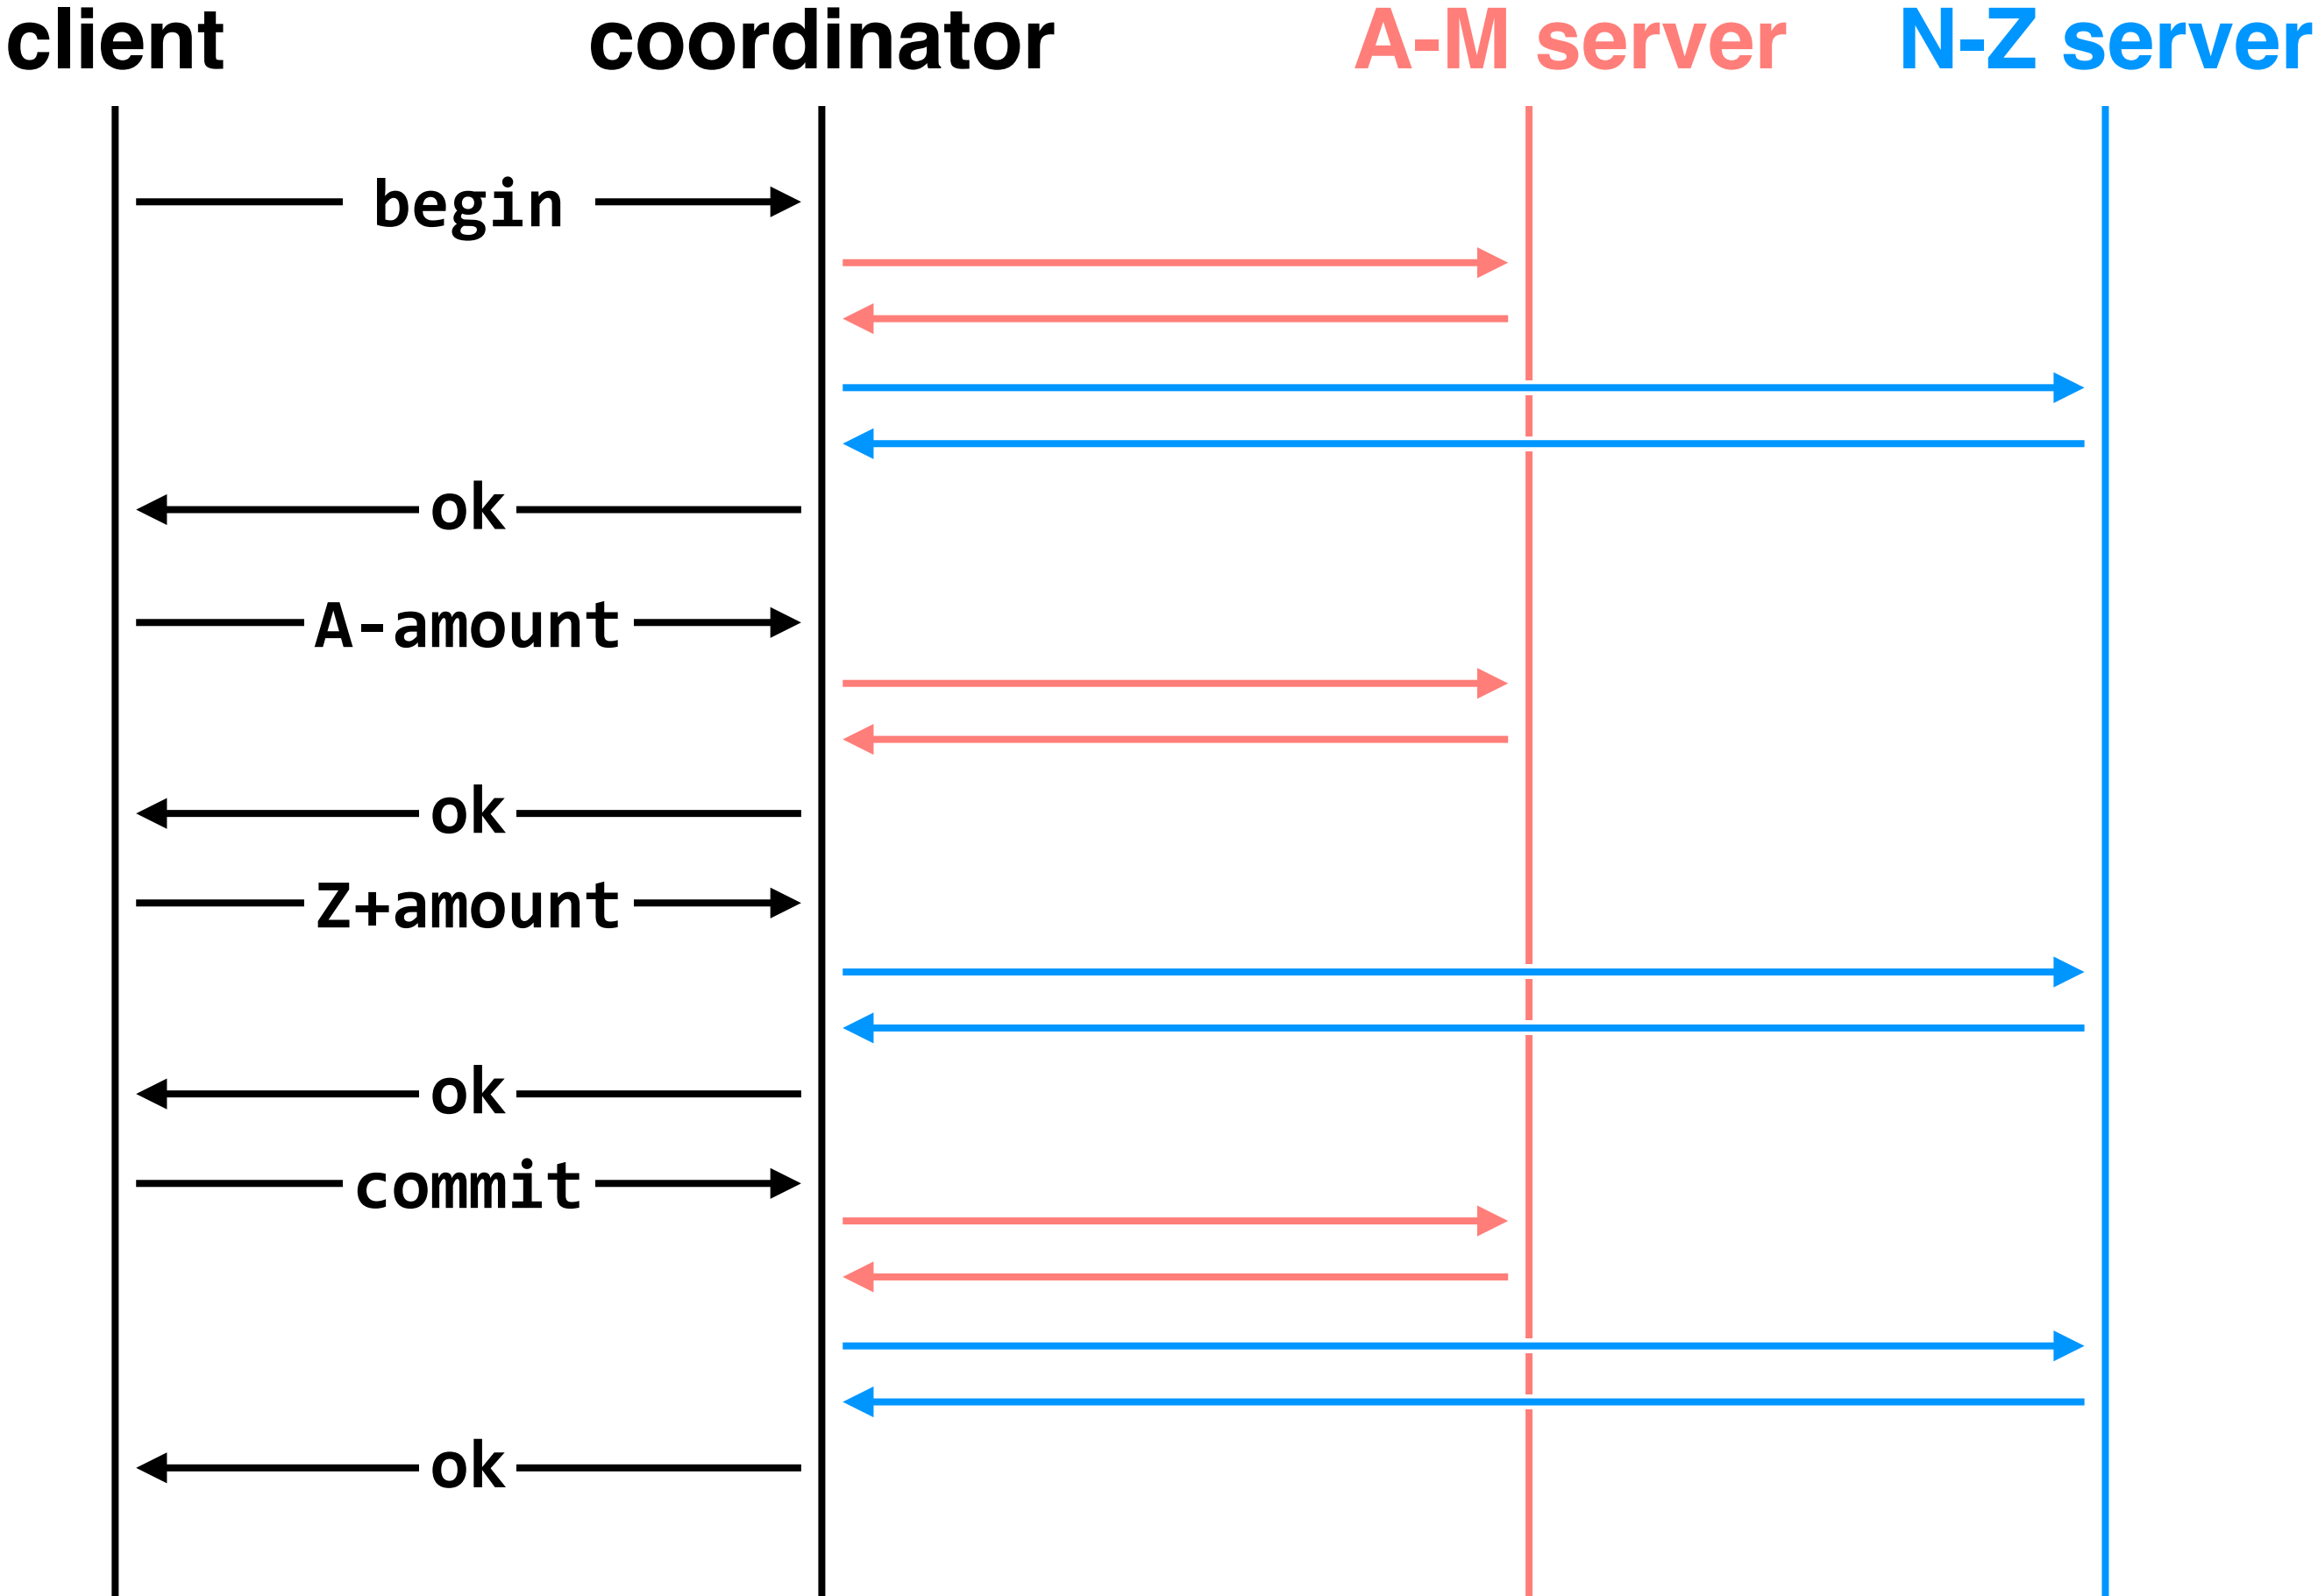 client coordinator A-M server N-Z server
begin
ok
A-amount
ok
Z+amount
ok
commit
ok